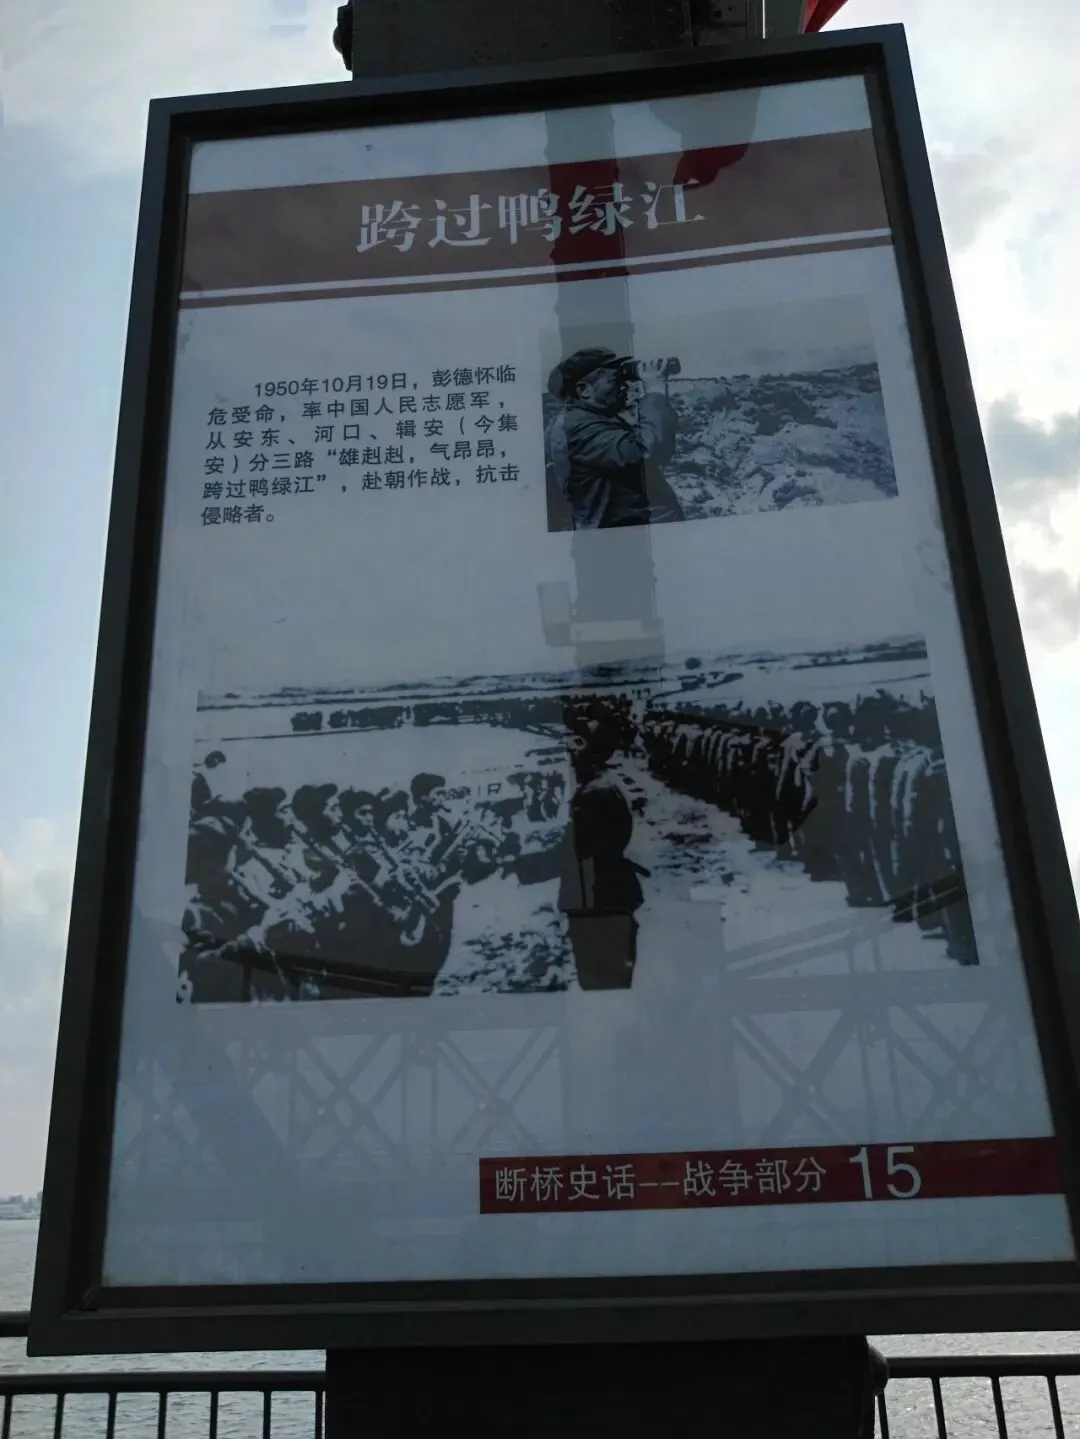 跨过鸭绿江
1950年10月19日，彭德怀临
危受命，率中国人民志愿军，
从安东、河口、辑安（今集
安）分三路“雄赳赳，气昂昂，
跨过鸭绿江”，赴朝作战，抗击
侵略者。
断桥史话--战争部分 15